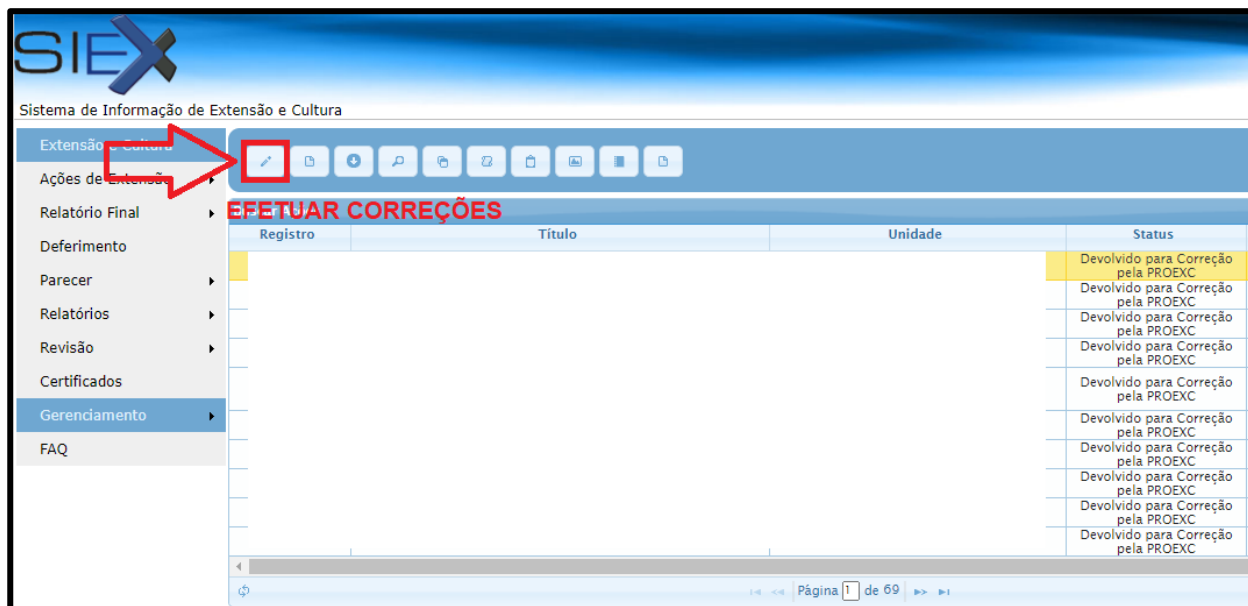 SIEX
Sistema de Informação de Extensão e Cultura
Extensão e Cultura
Ações de Extensão
Relatório Final
Deferimento
Parecer
Relatórios
Revisão
Certificados
Gerenciamento
FAQ
EFETUAR CORREÇÕES
Registro Título Unidade Status
Devolvido para Correção
pela PROEXC
Devolvido para Correção
pela PROEXC
Devolvido para Correção
pela PROEXC
Devolvido para Correção
pela PROEXC
Devolvido para Correção
pela PROEXC
Devolvido para Correção
pela PROEXC
Devolvido para Correção
pela PROEXC
Devolvido para Correção
pela PROEXC
Devolvido para Correção
pela PROEXC
Devolvido para Correção
pela PROEXC
Página 1 de 69